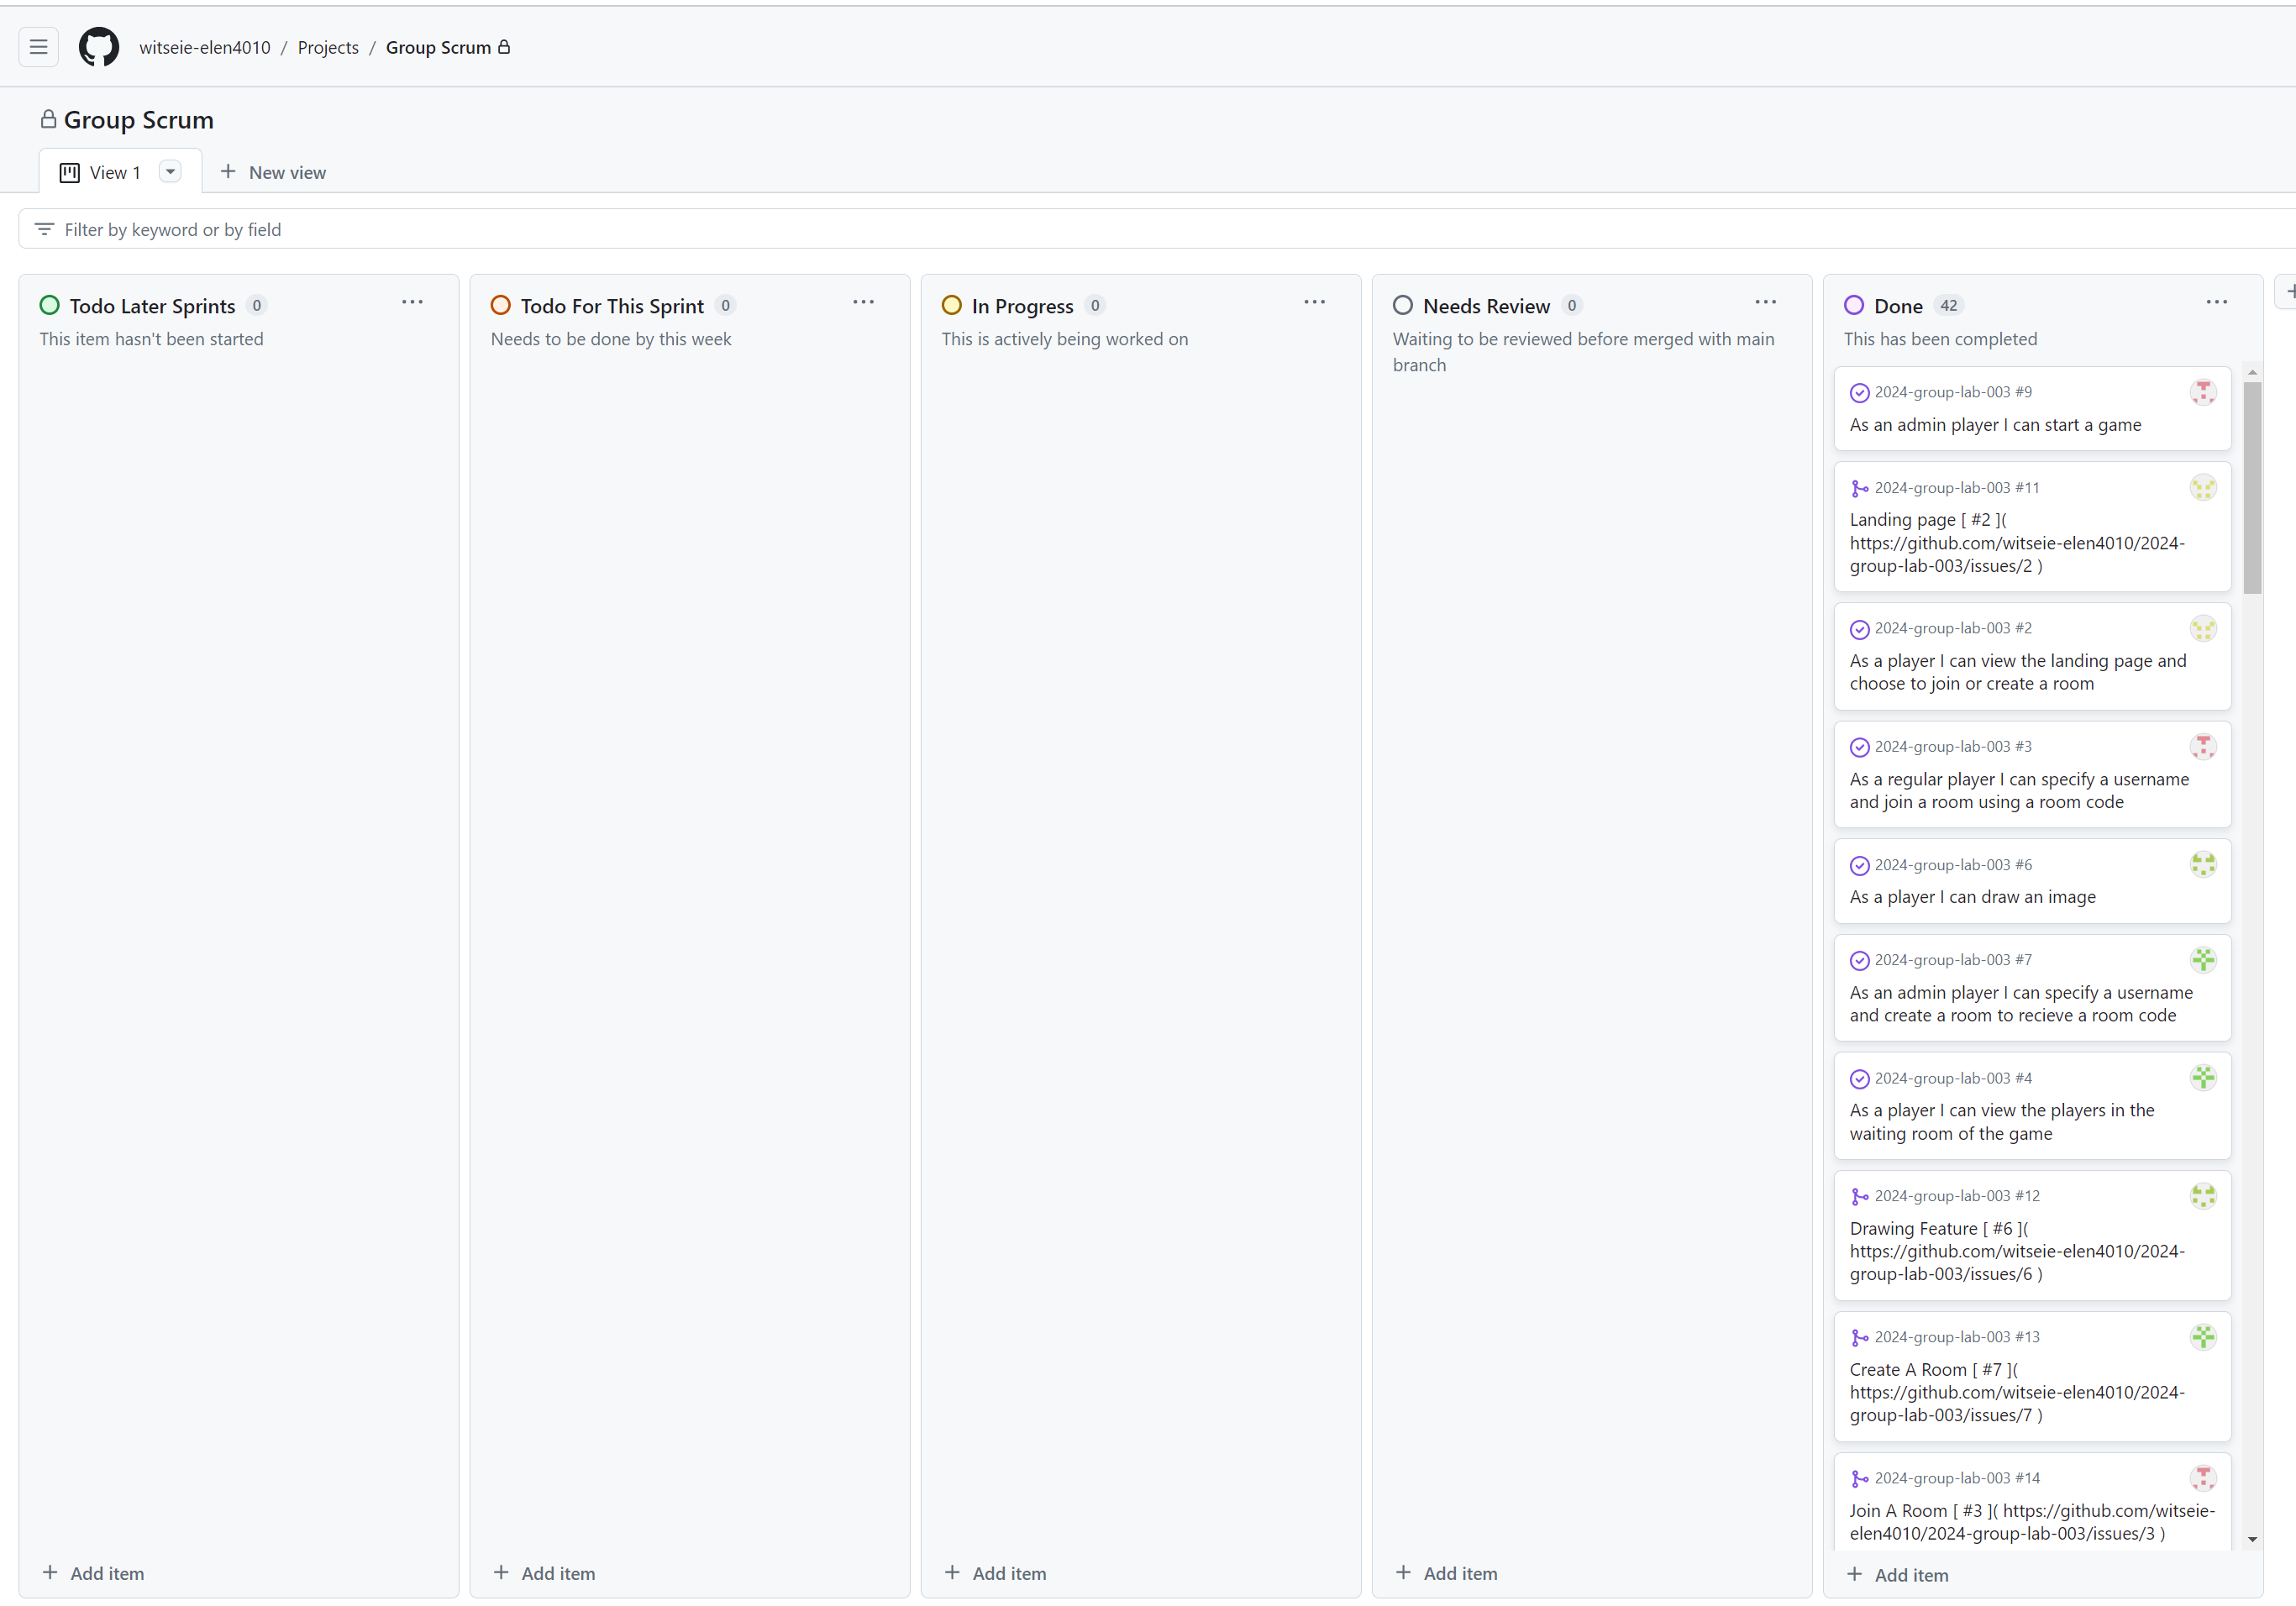 witseie-elen4010 / Projects / Group Scrum
Group Scrum
View 1
New view
Filter by keyword or by field
Todo Later Sprints 0
This item hasn't been started
Add item
Todo For This Sprint 0
Needs to be done by this week
Add item
In Progress 0
This is actively being worked on
Add item
Needs Review 0
Waiting to be reviewed before merged with main
branch
Add item
Done 42
This has been completed
2024-group-lab-003 #9
As an admin player I can start a game
2024-group-lab-003 #11
Landing page [ #2 ](
https://github.com/witseie-elen4010/2024-
group-lab-003/issues/2 )
2024-group-lab-003 #2
As a player I can view the landing page and
choose to join or create a room
2024-group-lab-003 #3
As a regular player I can specify a username
and join a room using a room code
2024-group-lab-003 #6
As a player I can draw an image
2024-group-lab-003 #7
As an admin player I can specify a username
and create a room to recieve a room code
2024-group-lab-003 #4
As a player I can view the players in the
waiting room of the game
2024-group-lab-003 #12
Drawing Feature [ #6 ](
https://github.com/witseie-elen4010/2024-
group-lab-003/issues/6 )
2024-group-lab-003 #13
Create A Room [ #7 ](
https://github.com/witseie-elen4010/2024-
group-lab-003/issues/7 )
2024-group-lab-003 #14
Join A Room [ #3 ]( https://github.com/witseie-
elen4010/2024-group-lab-003/issues/3 )
Add item